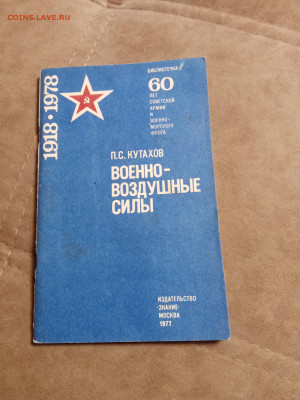 COINS.LAVE.RU
1918·1978
БИБЛИОТЕЧКА
60
ЛЕТ
СОВЕТСКОЙ
АРМИИ
И
ВОЕННО-
МОРСКОГО
ФЛОТА
П.С. КУТАХОВ
ВОЕННО-
ВОЗДУШНЫЕ
СИЛЫ
ИЗДАТЕЛЬСТВО
«ЗНАНИЕ»
МОСКВА
1977